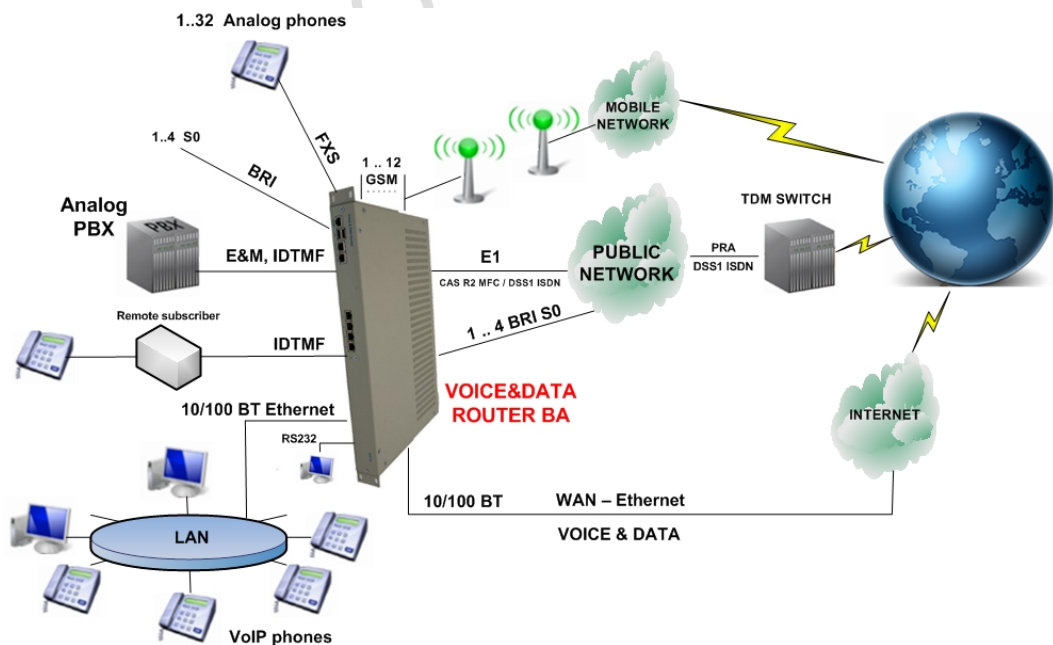 1..32 Analog phones
MOBILE
NETWORK
1..4 S0
FXS
1 .. 12
GSM
BRI
Analog
PBX
PBX
TDM SWITCH
E&M, IDTMF
E1
PUBLIC
NETWORK
PRA
DSS1 ISDN
CAS R2 MFC / DSS1 ISDN
Remote subscriber
IDTMF
1 .. 4 BRI S0
VOICE&DATA
ROUTER BA
10/100 BT Ethernet
RS232
INTERNET
10/100 BT
WAN – Ethernet
VOICE & DATA
LAN
VoIP phones